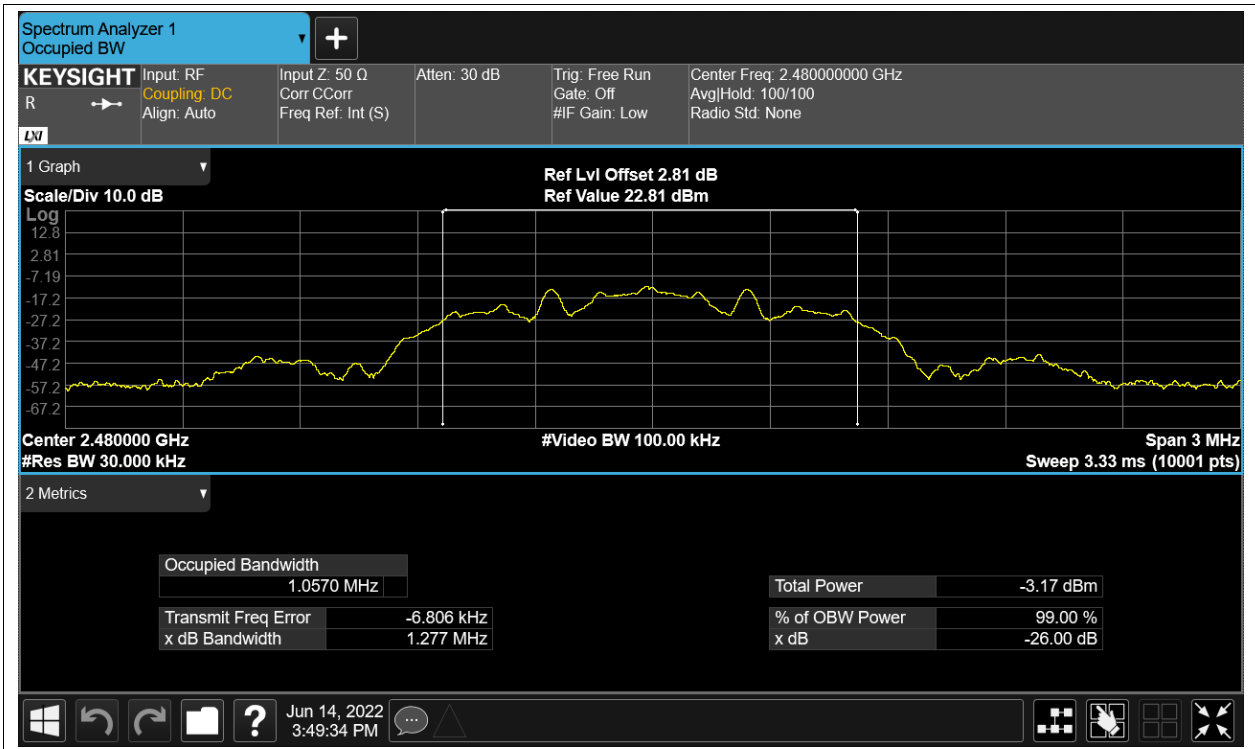 Spectrum Analyzer 1
Occupied BW
KEYSIGHT
R
LXI
Input: RF
Coupling: DC
Align: Auto
Input Z: 50 Ω
Corr CCorr
Freq Ref: Int (S)
Atten: 30 dB
Trig: Free Run
Gate: Off
#IF Gain: Low
Center Freq: 2.480000000 GHz
Avg|Hold: 100/100
Radio Std: None
1 Graph
Scale/Div 10.0 dB
Ref Lvl Offset 2.81 dB
Ref Value 22.81 dBm
Log
12.8
2.81
-7.19
-17.2
-27.2
-37.2
-47.2
-57.2
-67.2
Center 2.480000 GHz
#Res BW 30.000 kHz
#Video BW 100.00 kHz
Span 3 MHz
Sweep 3.33 ms (10001 pts)
2 Metrics
Occupied Bandwidth
1.0570 MHz
Transmit Freq Error -6.806 kHz
x dB Bandwidth 1.277 MHz
Total Power -3.17 dBm
% of OBW Power 99.00 %
x dB -26.00 dB
?
Jun 14, 2022
3:49:34 PM